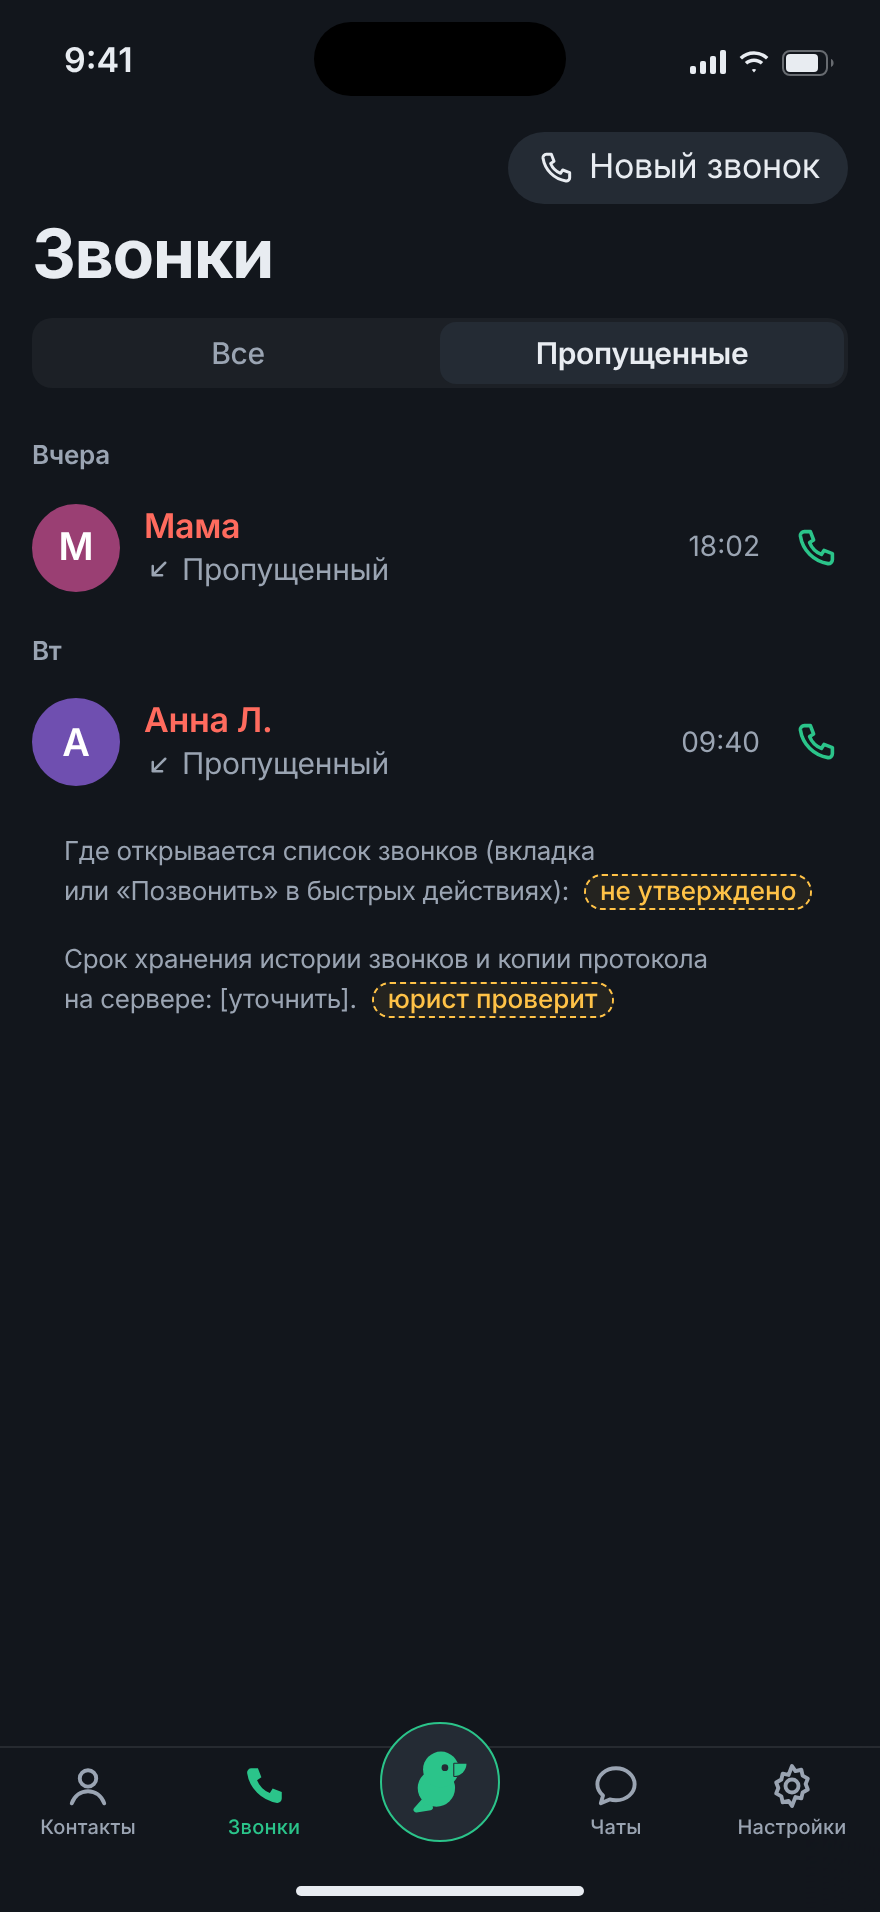 9:41
Новый звонок
Звонки
Все
Пропущенные
Вчера
М
Мама
Пропущенный
18:02
Вт
А
Анна Л.
Пропущенный
09:40
Где открывается список звонков (вкладка
или «Позвонить» в быстрых действиях): не утверждено
Срок хранения истории звонков и копии протокола
на сервере: [уточнить]. юрист проверит
Контакты
Звонки
Чаты
Настройки